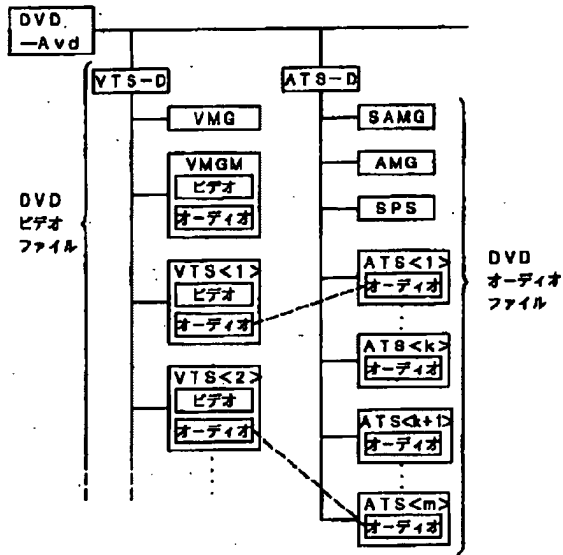 DVD
—Avd
VTS-D
ATS-D
VMG
VMGM
ビデオ
オーディオ
VTS<1>
ビデオ
オーディオ
VTS<2>
ビデオ
オーディオ
DVD
ビデオ
ファイル
SAMG
AMG
SPS
ATS<1>
オーディオ
ATS<k>
オーディオ
ATS<k+1>
オーディオ
ATS<m>
オーディオ
DVD
オーディオ
ファイル